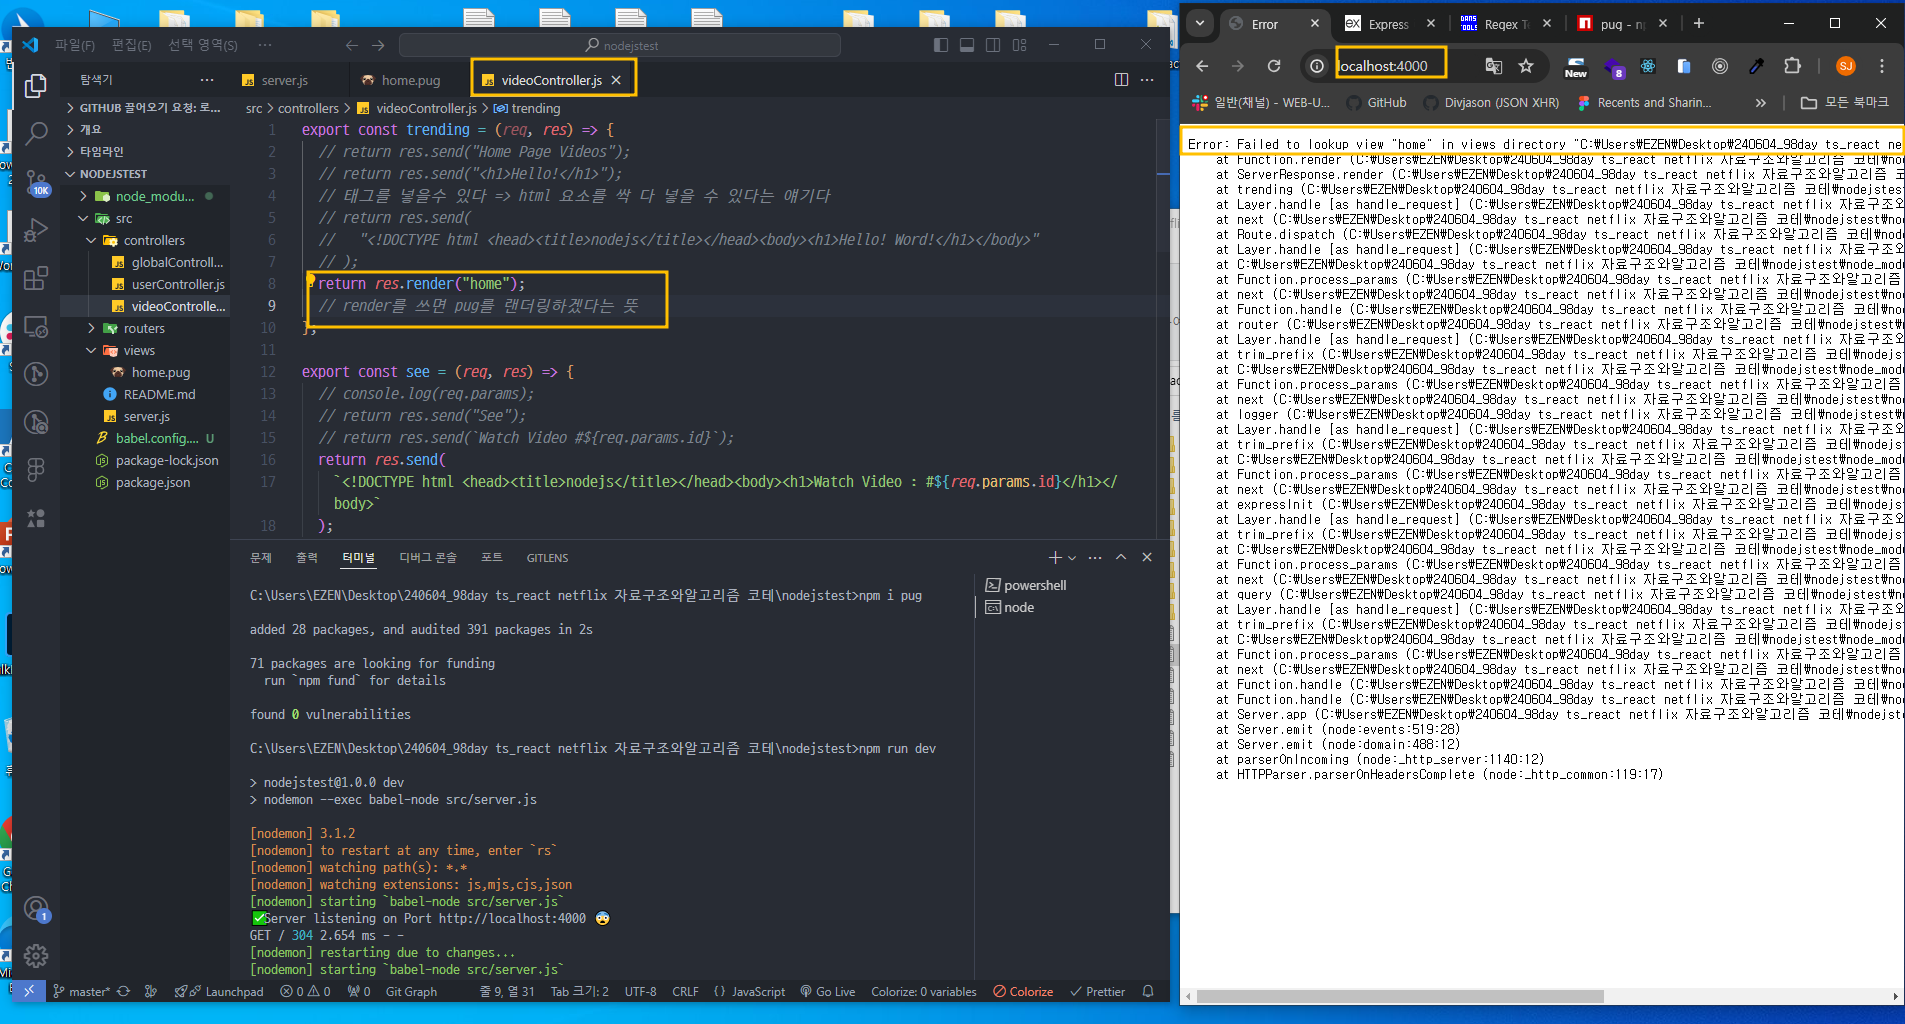 파일(F) 편집(E) 선택 영역(S) ··· nodejstest
탐색기 ···
GITHUB 끌어오기 요청: 로...
개요
타임라인
NODEJSTEST
node_modu...
src
controllers
globalControll...
userController.js
videoControlle...
routers
views
home.pug
README.md
server.js
babel.config.... U
package-lock.json
package.json
10K
1
server.js home.pug videoController.js
src > controllers > videoController.js > trending
1 export const trending = (req, res) => {
2 // return res.send("Home Page Videos");
3 // return res.send("<h1>Hello!</h1>");
4 // 태그를 넣을수 있다 => html 요소를 싹 다 넣을 수 있다는 얘기다
5 // return res.send(
6 //   "<!DOCTYPE html <head><title>nodejs</title></head><body><h1>Hello! Word!</h1></body>"
7 // );
8 return res.render("home");
9 // render를 쓰면 pug를 랜더링하겠다는 뜻
10 };
11
12 export const see = (req, res) => {
13 // console.log(req.params);
14 // return res.send("See");
15 // return res.send(`Watch Video #${req.params.id}`);
16 return res.send(
17 `<!DOCTYPE html <head><title>nodejs</title></head><body><h1>Watch Video : #${req.params.id}</h1></
body>`
18 );
문제 출력 터미널 디버그 콘솔 포트 GITLENS
powershell
node
C:\Users\EZEN\Desktop\240604_98day ts_react netflix 자료구조와알고리즘 코테\nodejstest>npm i pug
added 28 packages, and audited 391 packages in 2s
71 packages are looking for funding
run `npm fund` for details
found 0 vulnerabilities
C:\Users\EZEN\Desktop\240604_98day ts_react netflix 자료구조와알고리즘 코테\nodejstest>npm run dev
> nodejstest@1.0.0 dev
> nodemon --exec babel-node src/server.js
[nodemon] 3.1.2
[nodemon] to restart at any time, enter `rs`
[nodemon] watching path(s): *.*
[nodemon] watching extensions: js,mjs,cjs,json
[nodemon] starting `babel-node src/server.js`
✅Server listening on Port http://localhost:4000 😨
GET / 304 2.654 ms - -
[nodemon] restarting due to changes...
[nodemon] starting `babel-node src/server.js`
master* Launchpad 0 0 0 Git Graph 줄 9, 열 31 Tab 크기: 2 UTF-8 CRLF {} JavaScript Go Live Colorize: 0 variables Colorize Prettier
Error Express Regex T pug - n
localhost:4000 New 8 SJ
일반(채널) - WEB-U... GitHub Divjason (JSON XHR) Recents and Sharin... » 모든 북마크
Error: Failed to lookup view "home" in views directory "C:₩Users₩EZEN₩Desktop₩240604_98day ts_react ne
at Function.render (C:₩Users₩EZEN₩Desktop₩240604_98day ts_react netflix 자료구조와알고리즘 코
at ServerResponse.render (C:₩Users₩EZEN₩Desktop₩240604_98day ts_react netflix 자료구조와알고리즘 코
at trending (C:₩Users₩EZEN₩Desktop₩240604_98day ts_react netflix 자료구조와알고리즘 코테₩nodejstest
at Layer.handle [as handle_request] (C:₩Users₩EZEN₩Desktop₩240604_98day ts_react netflix 자료구조와
at next (C:₩Users₩EZEN₩Desktop₩240604_98day ts_react netflix 자료구조와알고리즘 코테₩nodejstest₩no
at Route.dispatch (C:₩Users₩EZEN₩Desktop₩240604_98day ts_react netflix 자료구조와알고리즘 코테₩nod
at Layer.handle [as handle_request] (C:₩Users₩EZEN₩Desktop₩240604_98day ts_react netflix 자료구조와
at C:₩Users₩EZEN₩Desktop₩240604_98day ts_react netflix 자료구조와알고리즘 코테₩nodejstest₩node_mod
at Function.process_params (C:₩Users₩EZEN₩Desktop₩240604_98day ts_react netflix 자료구조와알고리즘
at next (C:₩Users₩EZEN₩Desktop₩240604_98day ts_react netflix 자료구조와알고리즘 코테₩nodejstest₩no
at Function.handle (C:₩Users₩EZEN₩Desktop₩240604_98day ts_react netflix 자료구조와알고리즘 코테₩no
at router (C:₩Users₩EZEN₩Desktop₩240604_98day ts_react netflix 자료구조와알고리즘 코테₩nodejstest₩
at Layer.handle [as handle_request] (C:₩Users₩EZEN₩Desktop₩240604_98day ts_react netflix 자료구조와
at trim_prefix (C:₩Users₩EZEN₩Desktop₩240604_98day ts_react netflix 자료구조와알고리즘 코테₩nodejst
at C:₩Users₩EZEN₩Desktop₩240604_98day ts_react netflix 자료구조와알고리즘 코테₩nodejstest₩node_mod
at Function.process_params (C:₩Users₩EZEN₩Desktop₩240604_98day ts_react netflix 자료구조와알고리즘
at next (C:₩Users₩EZEN₩Desktop₩240604_98day ts_react netflix 자료구조와알고리즘 코테₩nodejstest₩no
at logger (C:₩Users₩EZEN₩Desktop₩240604_98day ts_react netflix 자료구조와알고리즘 코테₩nodejstest₩
at Layer.handle [as handle_request] (C:₩Users₩EZEN₩Desktop₩240604_98day ts_react netflix 자료구조와
at trim_prefix (C:₩Users₩EZEN₩Desktop₩240604_98day ts_react netflix 자료구조와알고리즘 코테₩nodejst
at C:₩Users₩EZEN₩Desktop₩240604_98day ts_react netflix 자료구조와알고리즘 코테₩nodejstest₩node_mod
at Function.process_params (C:₩Users₩EZEN₩Desktop₩240604_98day ts_react netflix 자료구조와알고리즘
at next (C:₩Users₩EZEN₩Desktop₩240604_98day ts_react netflix 자료구조와알고리즘 코테₩nodejstest₩no
at expressInit (C:₩Users₩EZEN₩Desktop₩240604_98day ts_react netflix 자료구조와알고리즘 코테₩nodejst
at Layer.handle [as handle_request] (C:₩Users₩EZEN₩Desktop₩240604_98day ts_react netflix 자료구조와
at trim_prefix (C:₩Users₩EZEN₩Desktop₩240604_98day ts_react netflix 자료구조와알고리즘 코테₩nodejst
at C:₩Users₩EZEN₩Desktop₩240604_98day ts_react netflix 자료구조와알고리즘 코테₩nodejstest₩node_mod
at Function.process_params (C:₩Users₩EZEN₩Desktop₩240604_98day ts_react netflix 자료구조와알고리즘
at next (C:₩Users₩EZEN₩Desktop₩240604_98day ts_react netflix 자료구조와알고리즘 코테₩nodejstest₩no
at query (C:₩Users₩EZEN₩Desktop₩240604_98day ts_react netflix 자료구조와알고리즘 코테₩nodejstest₩n
at Layer.handle [as handle_request] (C:₩Users₩EZEN₩Desktop₩240604_98day ts_react netflix 자료구조와
at trim_prefix (C:₩Users₩EZEN₩Desktop₩240604_98day ts_react netflix 자료구조와알고리즘 코테₩nodejst
at C:₩Users₩EZEN₩Desktop₩240604_98day ts_react netflix 자료구조와알고리즘 코테₩nodejstest₩node_mod
at Function.process_params (C:₩Users₩EZEN₩Desktop₩240604_98day ts_react netflix 자료구조와알고리즘
at next (C:₩Users₩EZEN₩Desktop₩240604_98day ts_react netflix 자료구조와알고리즘 코테₩nodejstest₩no
at Function.handle (C:₩Users₩EZEN₩Desktop₩240604_98day ts_react netflix 자료구조와알고리즘 코테₩no
at Function.handle (C:₩Users₩EZEN₩Desktop₩240604_98day ts_react netflix 자료구조와알고리즘 코테₩no
at Server.app (C:₩Users₩EZEN₩Desktop₩240604_98day ts_react netflix 자료구조와알고리즘 코테₩nodejst
at Server.emit (node:events:519:28)
at Server.emit (node:domain:488:12)
at parserOnIncoming (node:_http_server:1140:12)
at HTTPParser.parserOnHeadersComplete (node:_http_common:119:17)